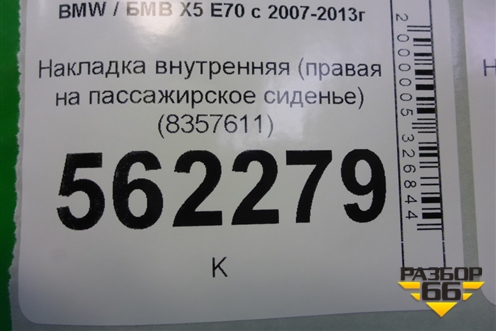 BMW / БМВ X5 E70 с 2007-2013г
Накладка внутренняя (правая
на пассажирское сиденье)
(8357611)
562279
К
2000005326844
РАЗБОР
66